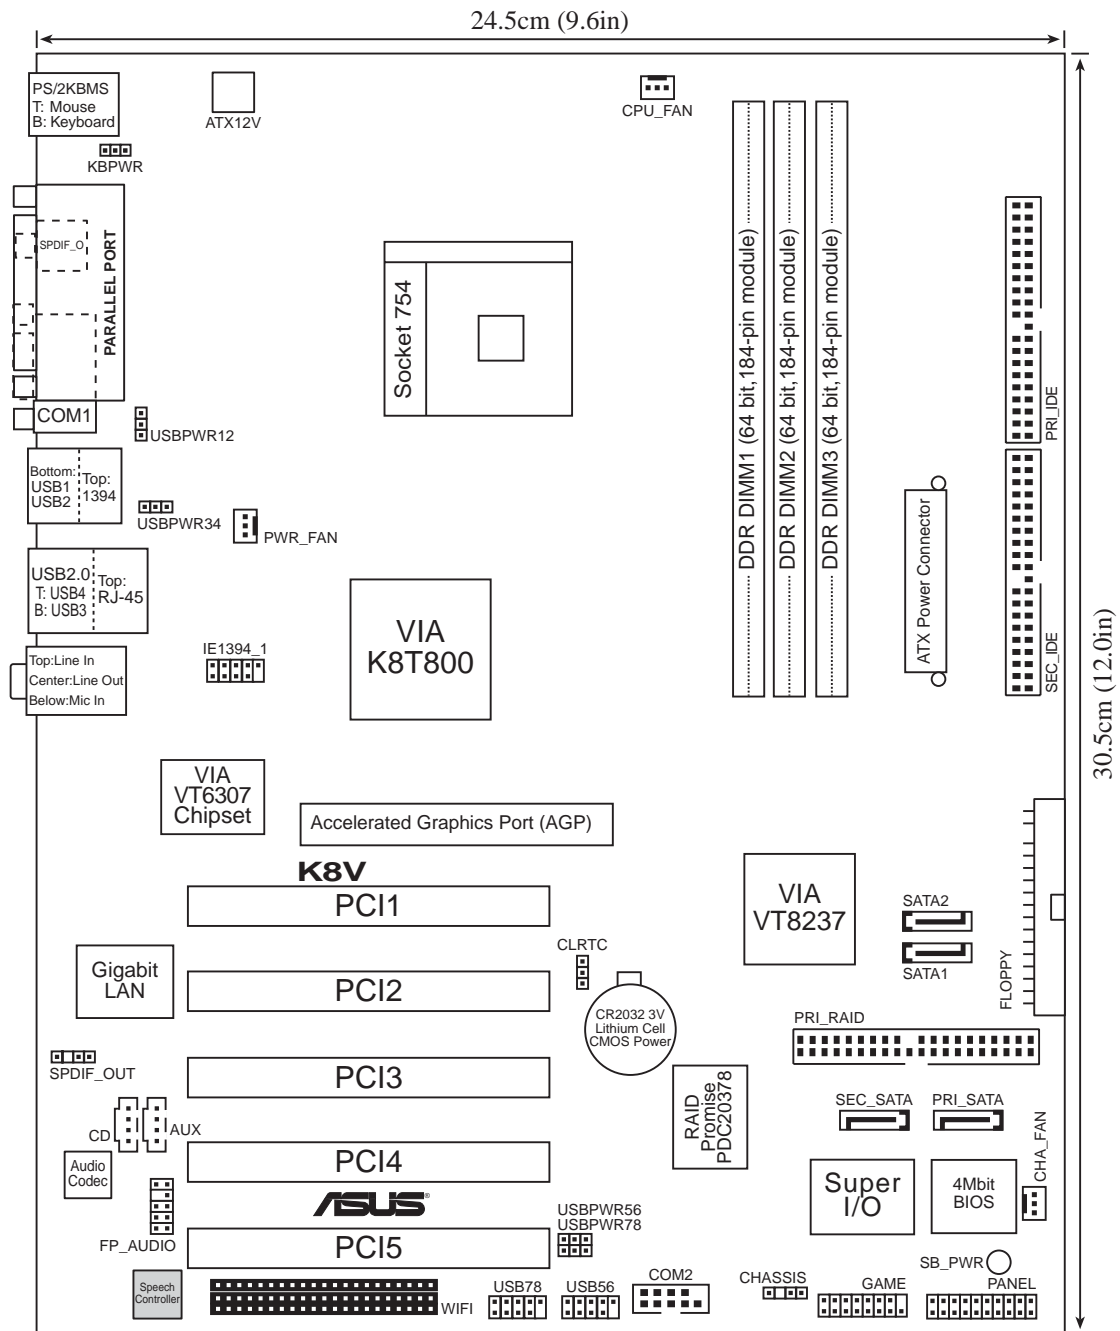 24.5cm (9.6in)
PS/2KBMS
T: Mouse
B: Keyboard
ATX12V
CPU_FAN
KBPWR
SPDIF_O
PARALLEL PORT
Socket 754
DDR DIMM1 (64 bit,184-pin module)
DDR DIMM2 (64 bit,184-pin module)
DDR DIMM3 (64 bit,184-pin module)
PRI_IDE
COM1
USBPWR12
Bottom:
USB1
USB2
Top:
1394
USBPWR34
PWR_FAN
ATX Power Connector
SEC_IDE
30.5cm (12.0in)
USB2.0
T: USB4
B: USB3
Top:
RJ-45
VIA
K8T800
IE1394_1
Top:Line In
Center:Line Out
Below:Mic In
VIA
VT6307
Chipset
Accelerated Graphics Port (AGP)
K8V
PCI1
VIA
VT8237
SATA2
SATA1
FLOPPY
CLRTC
Gigabit
LAN
PCI2
CR2032 3V
Lithium Cell
CMOS Power
PRI_RAID
SPDIF_OUT
PCI3
RAID
Promise
PDC20378
SEC_SATA
PRI_SATA
CHA_FAN
CD
AUX
Audio
Codec
PCI4
Super
I/O
4Mbit
BIOS
ASUS®
USBPWR56
USBPWR78
FP_AUDIO
PCI5
SB_PWR
Speech
Controller
WIFI
USB78
USB56
COM2
CHASSIS
GAME
PANEL